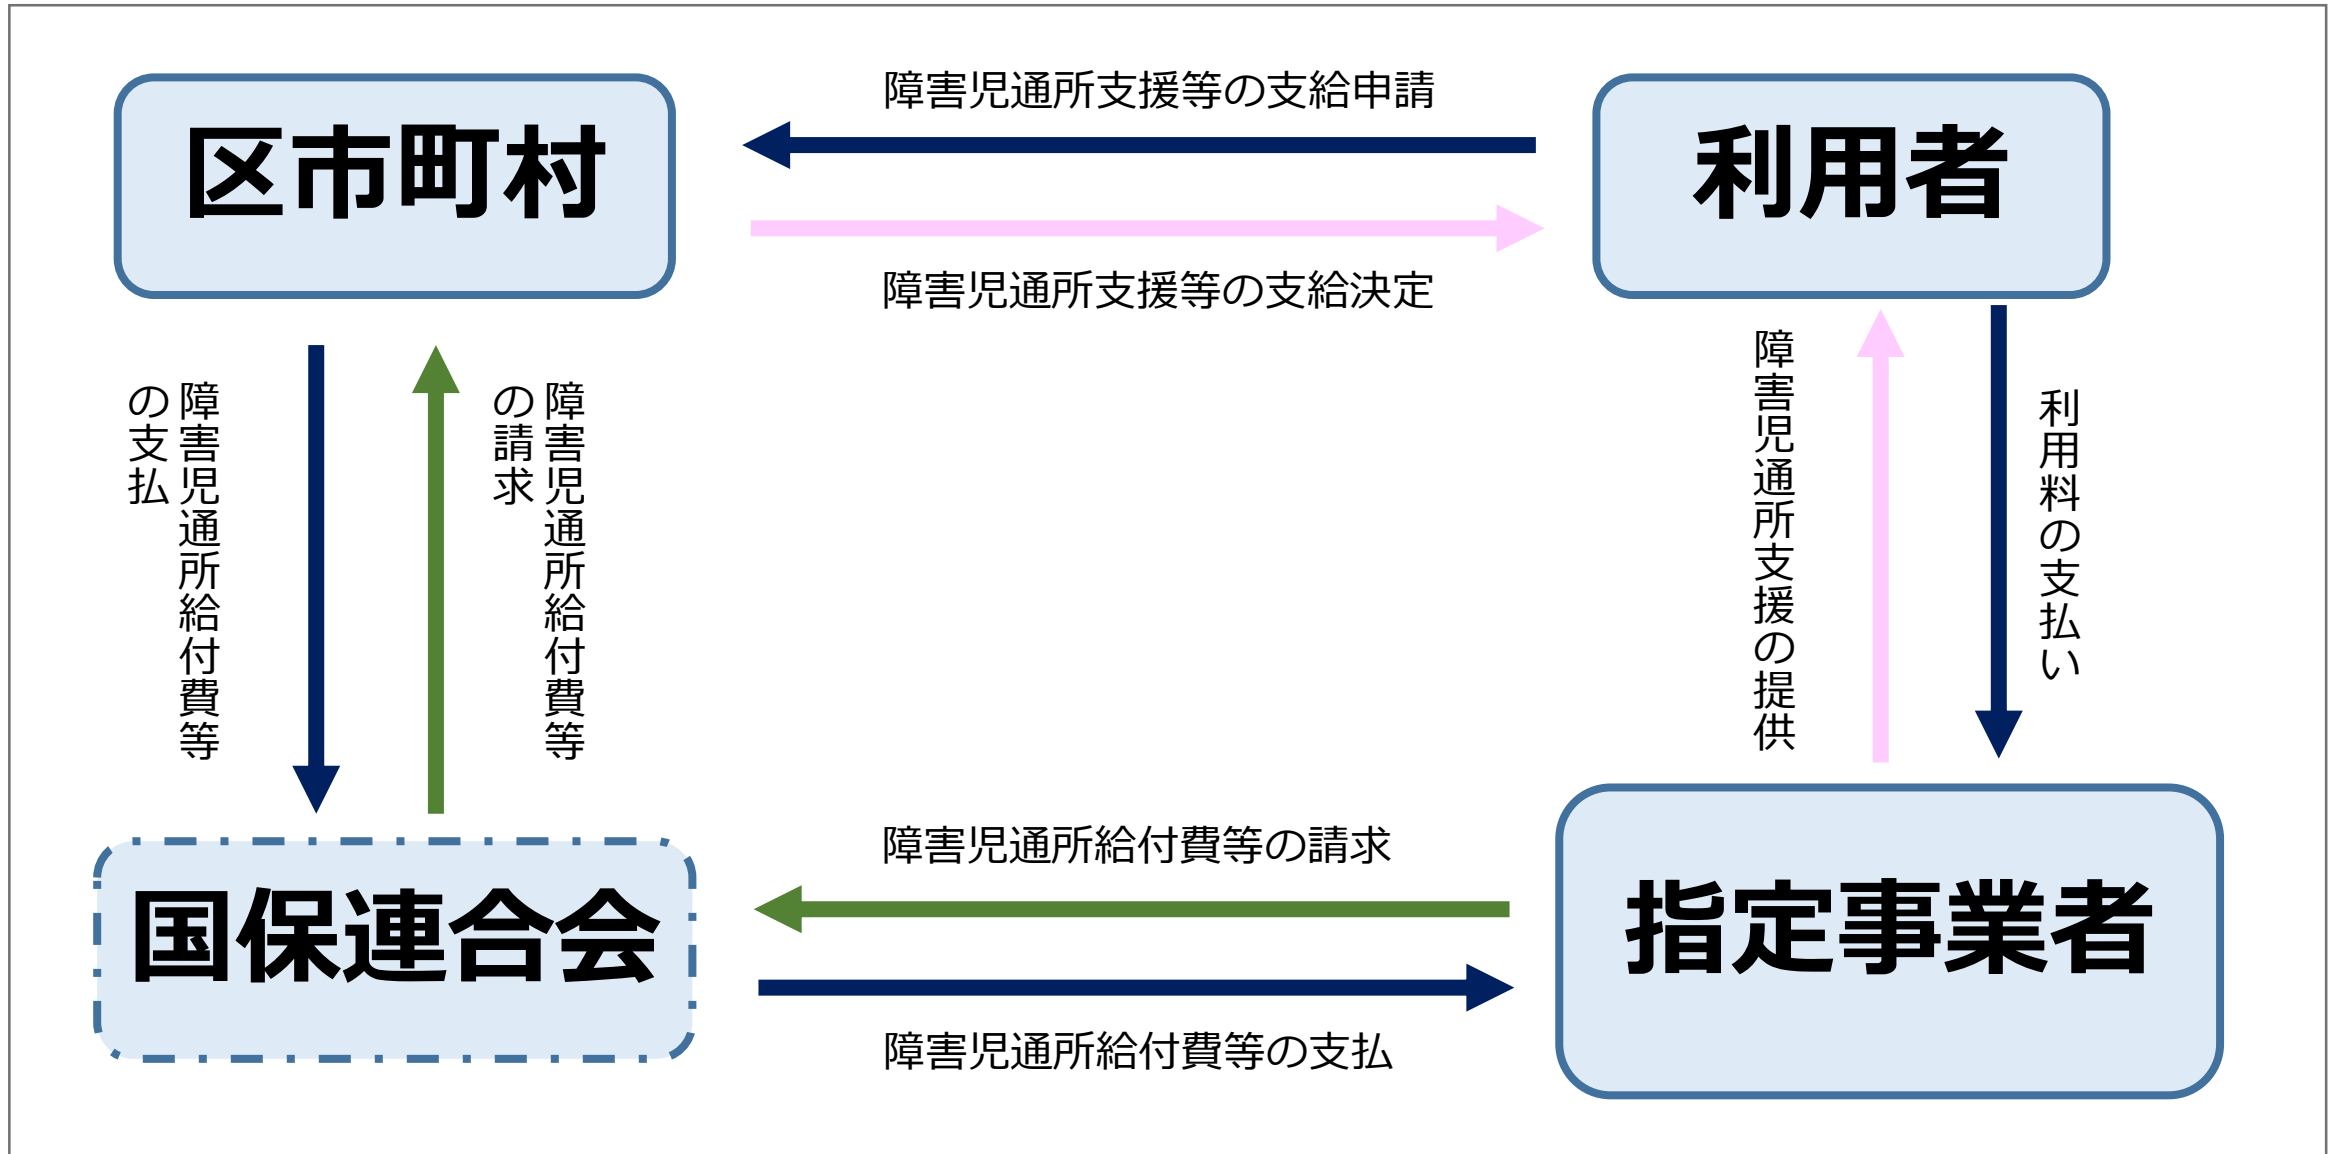 障害児通所支援等の支給申請
区市町村
利用者
障害児通所支援等の支給決定
障害児通所給付費等
の支払
障害児通所給付費等
の請求
障害児通所支援の提供
利用料の支払い
障害児通所給付費等の請求
国保連合会
指定事業者
障害児通所給付費等の支払